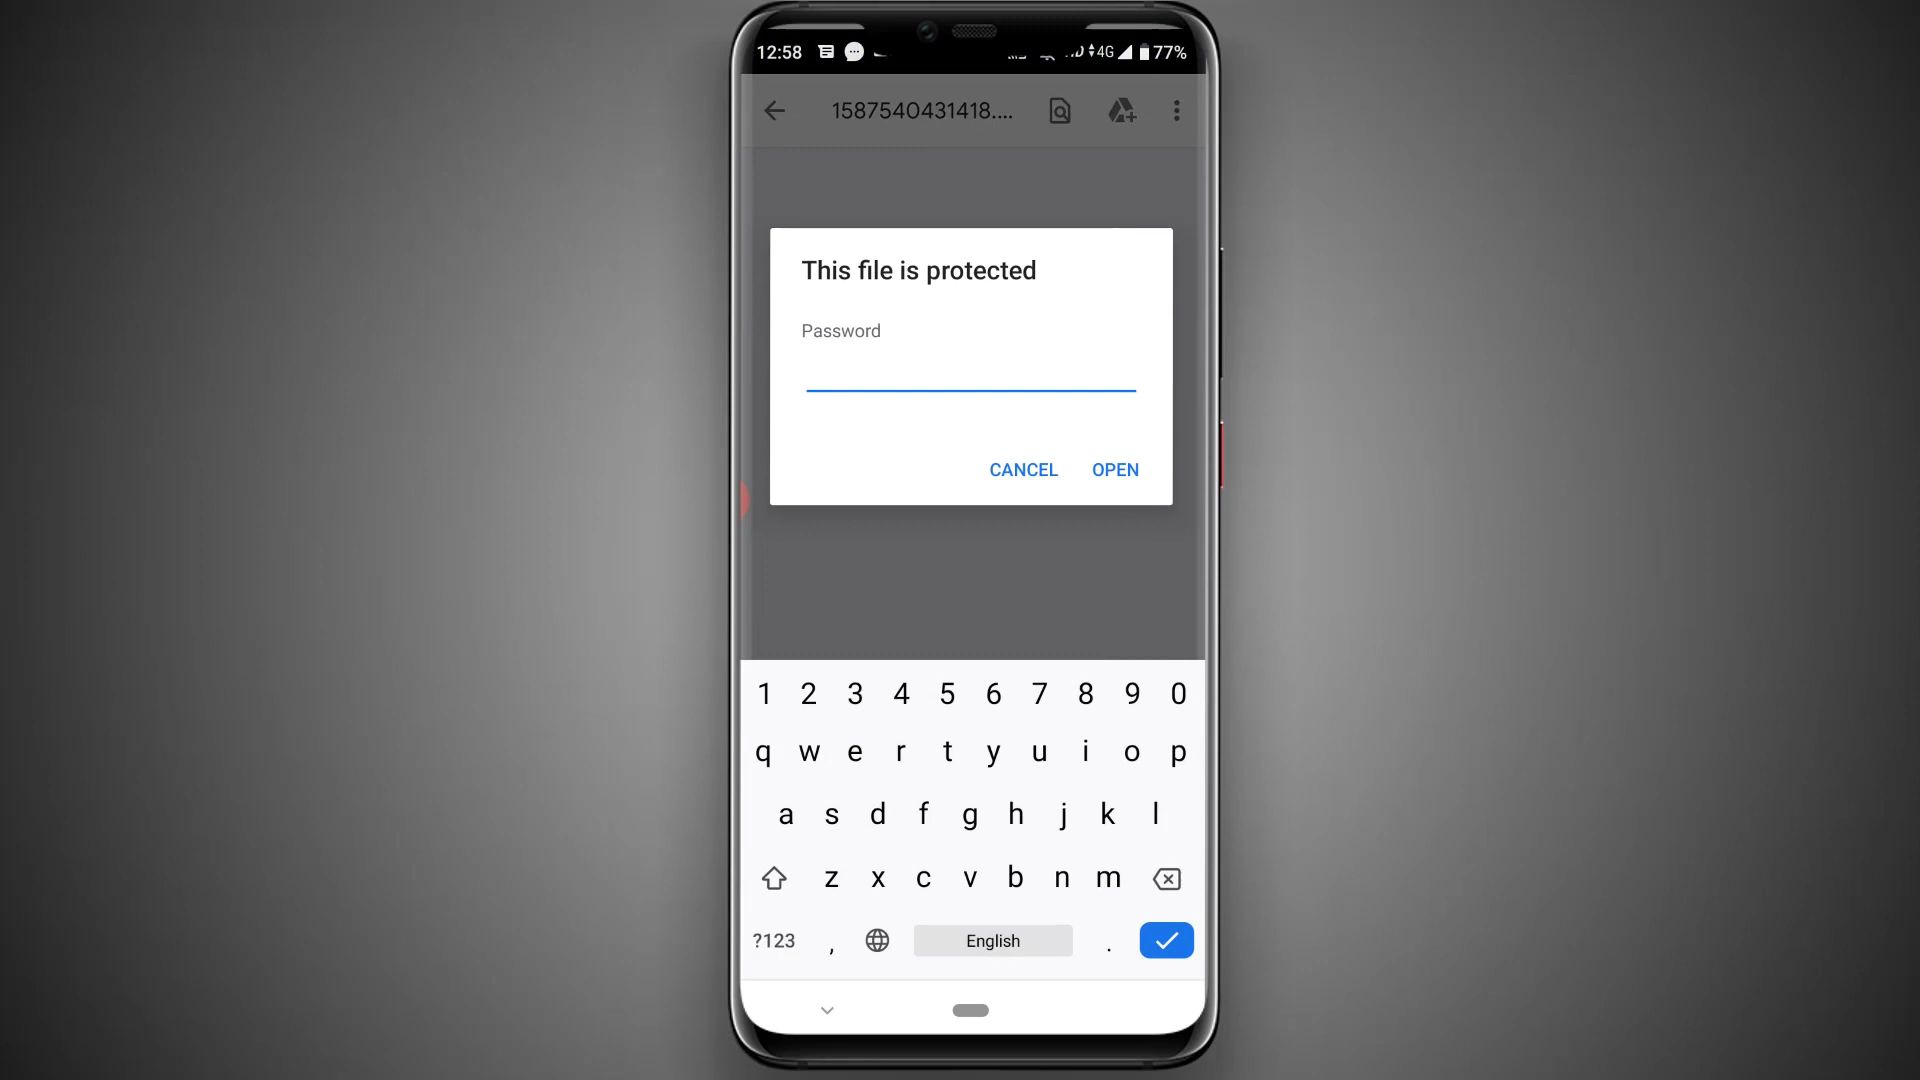 12:58 4G 77%
1587540431418....
This file is protected
Password
CANCEL OPEN
1 2 3 4 5 6 7 8 9 0
q w e r t y u i o p
a s d f g h j k l
z x c v b n m
?123 , English .